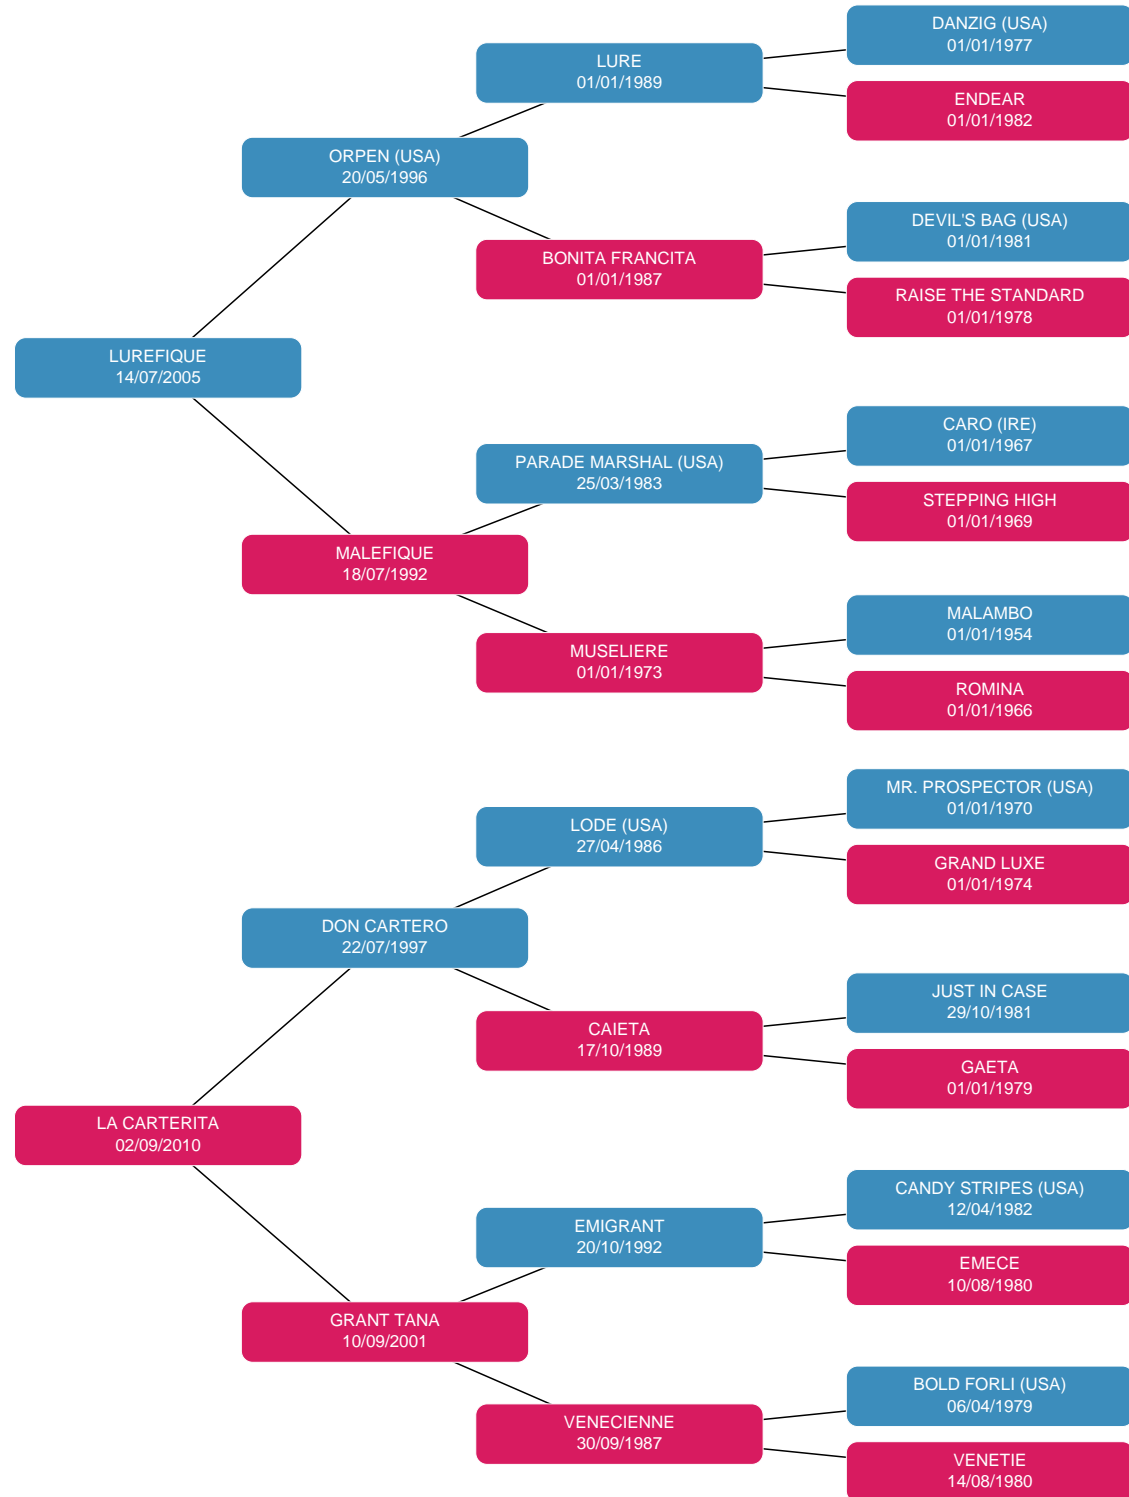 DANZIG (USA)
01/01/1977
LURE
01/01/1989
ENDEAR
01/01/1982
ORPEN (USA)
20/05/1996
DEVIL'S BAG (USA)
01/01/1981
BONITA FRANCITA
01/01/1987
RAISE THE STANDARD
01/01/1978
LUREFIQUE
14/07/2005
CARO (IRE)
01/01/1967
PARADE MARSHAL (USA)
25/03/1983
STEPPING HIGH
01/01/1969
MALEFIQUE
18/07/1992
MALAMBO
01/01/1954
MUSELIERE
01/01/1973
ROMINA
01/01/1966
MR. PROSPECTOR (USA)
01/01/1970
LODE (USA)
27/04/1986
GRAND LUXE
01/01/1974
DON CARTERO
22/07/1997
JUST IN CASE
29/10/1981
CAIETA
17/10/1989
GAETA
01/01/1979
LA CARTERITA
02/09/2010
CANDY STRIPES (USA)
12/04/1982
EMIGRANT
20/10/1992
EMECE
10/08/1980
GRANT TANA
10/09/2001
BOLD FORLI (USA)
06/04/1979
VENECIENNE
30/09/1987
VENETIE
14/08/1980